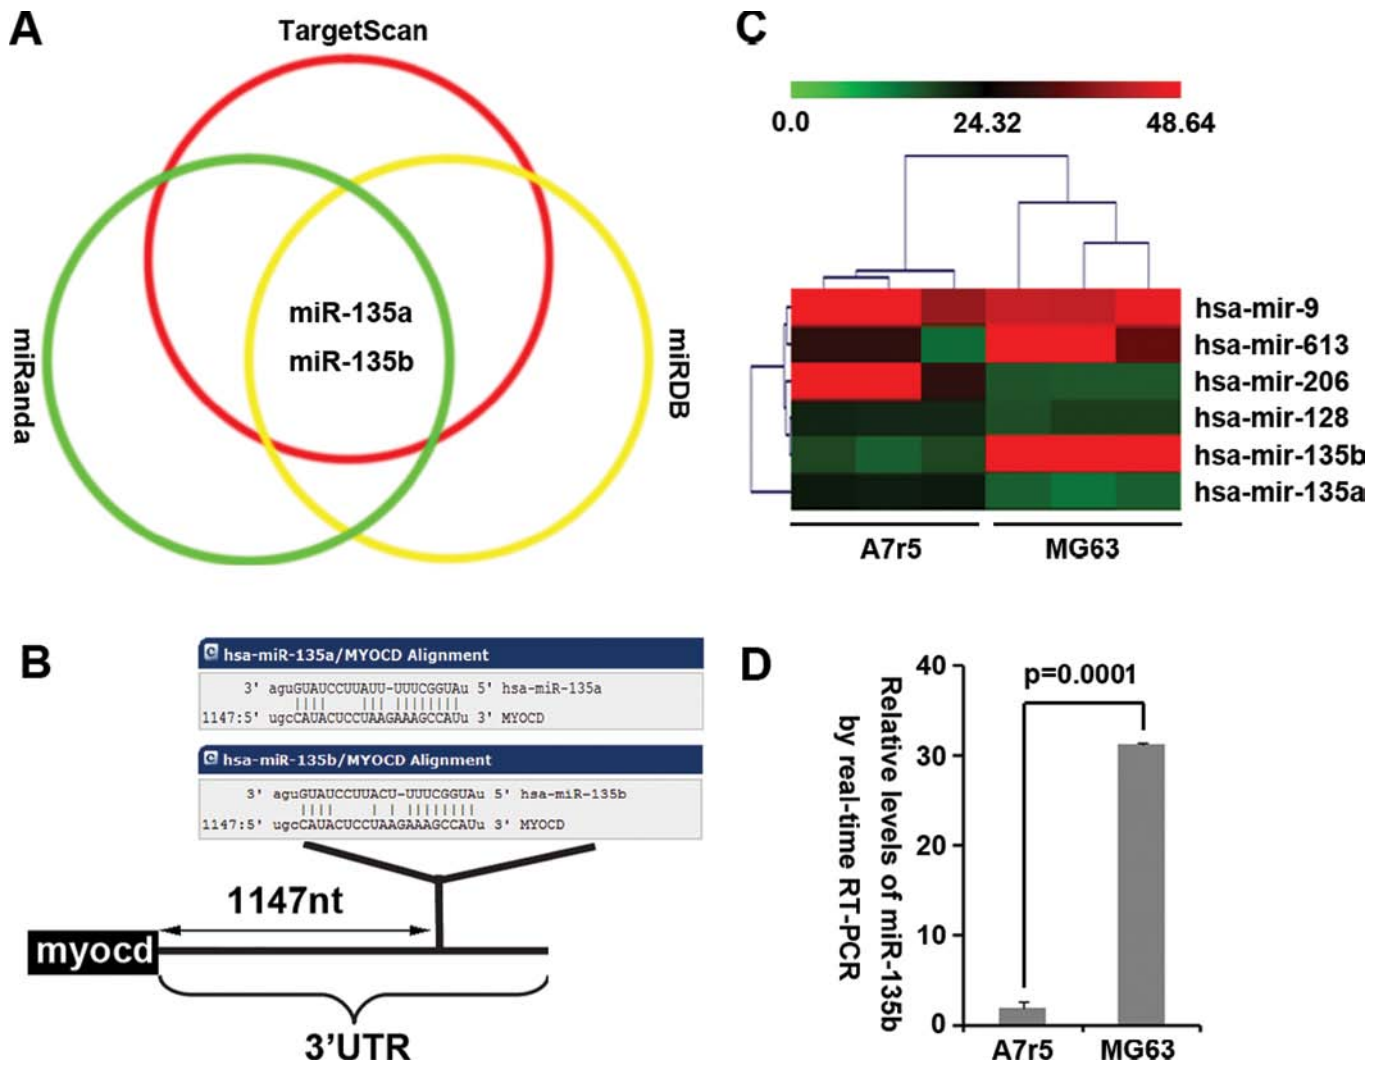 A
TargetScan
miRanda
miRDB
miR-135a
miR-135b
B
hsa-miR-135a/MYOCD Alignment
3' aguGUAUCCUUAUU-UUUCGGUAu 5' hsa-miR-135a
1147:5' ugcCAUACUCCUAAGAAAGCCAUu 3' MYOCD
hsa-miR-135b/MYOCD Alignment
3' aguGUAUCCUUACU-UUUCGGUAu 5' hsa-miR-135b
1147:5' ugcCAUACUCCUAAGAAAGCCAUu 3' MYOCD
1147nt
myocd
3'UTR
C
0.0 24.32 48.64
hsa-mir-9
hsa-mir-613
hsa-mir-206
hsa-mir-128
hsa-mir-135b
hsa-mir-135a
A7r5 MG63
D
Relative levels of miR-135b
by real-time RT-PCR
40
30
20
10
0
p=0.0001
A7r5 MG63